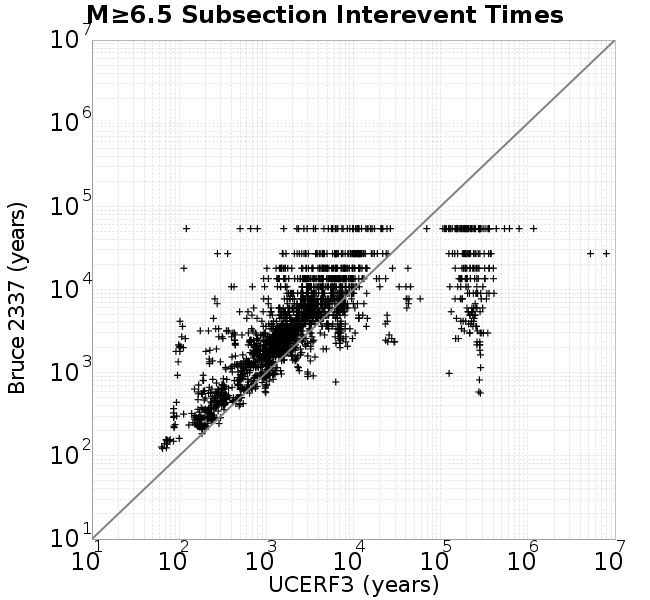 M≥6.5 Subsection Interevent Times
10^7
10^6
10^5
10^4
10^3
10^2
10^1
Bruce 2337 (years)
10^1 10^2 10^3 10^4 10^5 10^6 10^7
UCERF3 (years)